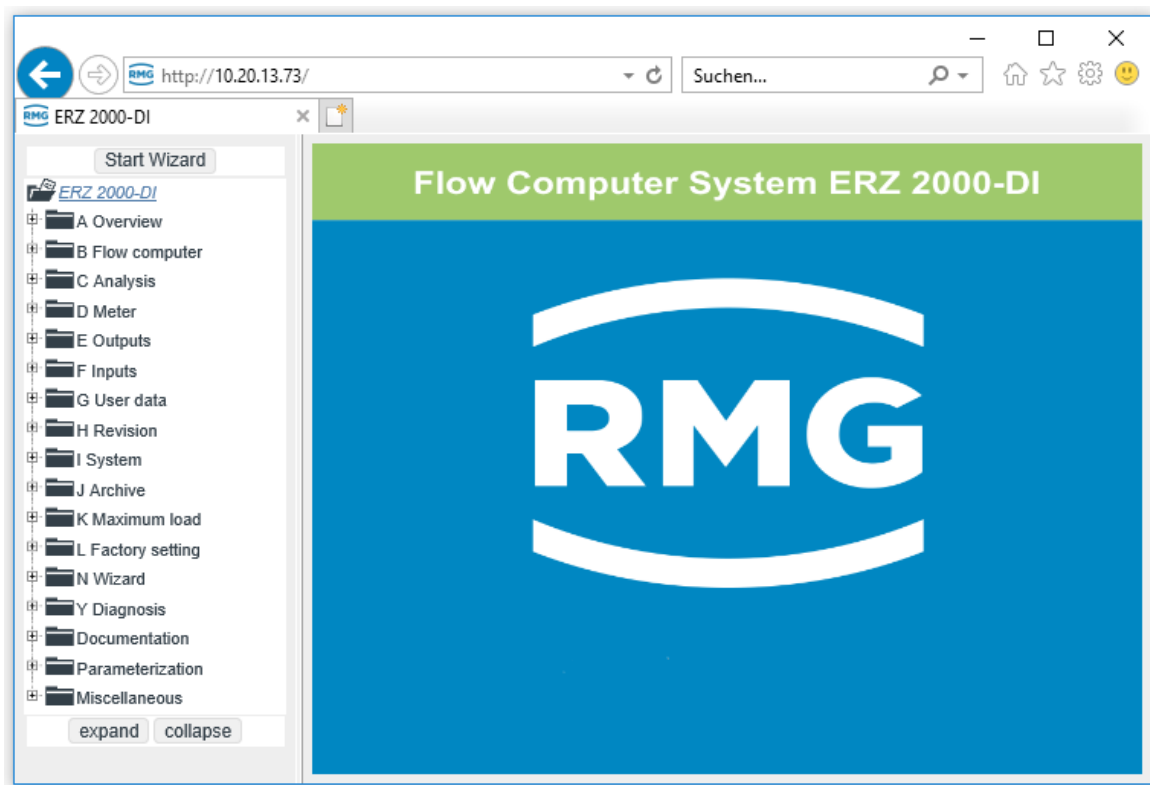 RMG http://10.20.13.73/ Suchen...
RMG ERZ 2000-DI
Start Wizard
ERZ 2000-DI
A Overview
B Flow computer
C Analysis
D Meter
E Outputs
F Inputs
G User data
H Revision
I System
J Archive
K Maximum load
L Factory setting
N Wizard
Y Diagnosis
Documentation
Parameterization
Miscellaneous
expand collapse
Flow Computer System ERZ 2000-DI
RMG